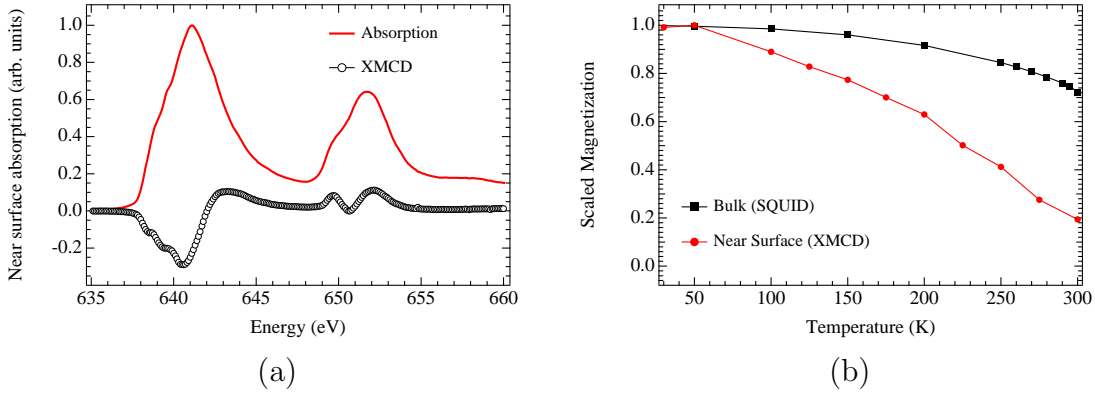 Near surface absorption (arb. units)
1.0
0.8
0.6
0.4
0.2
0.0
-0.2
Absorption
XMCD
635
640
645
650
655
660
Energy (eV)
(a)
Scaled Magnetization
1.0
0.8
0.6
0.4
0.2
0.0
Bulk (SQUID)
Near Surface (XMCD)
50
100
150
200
250
300
Temperature (K)
(b)